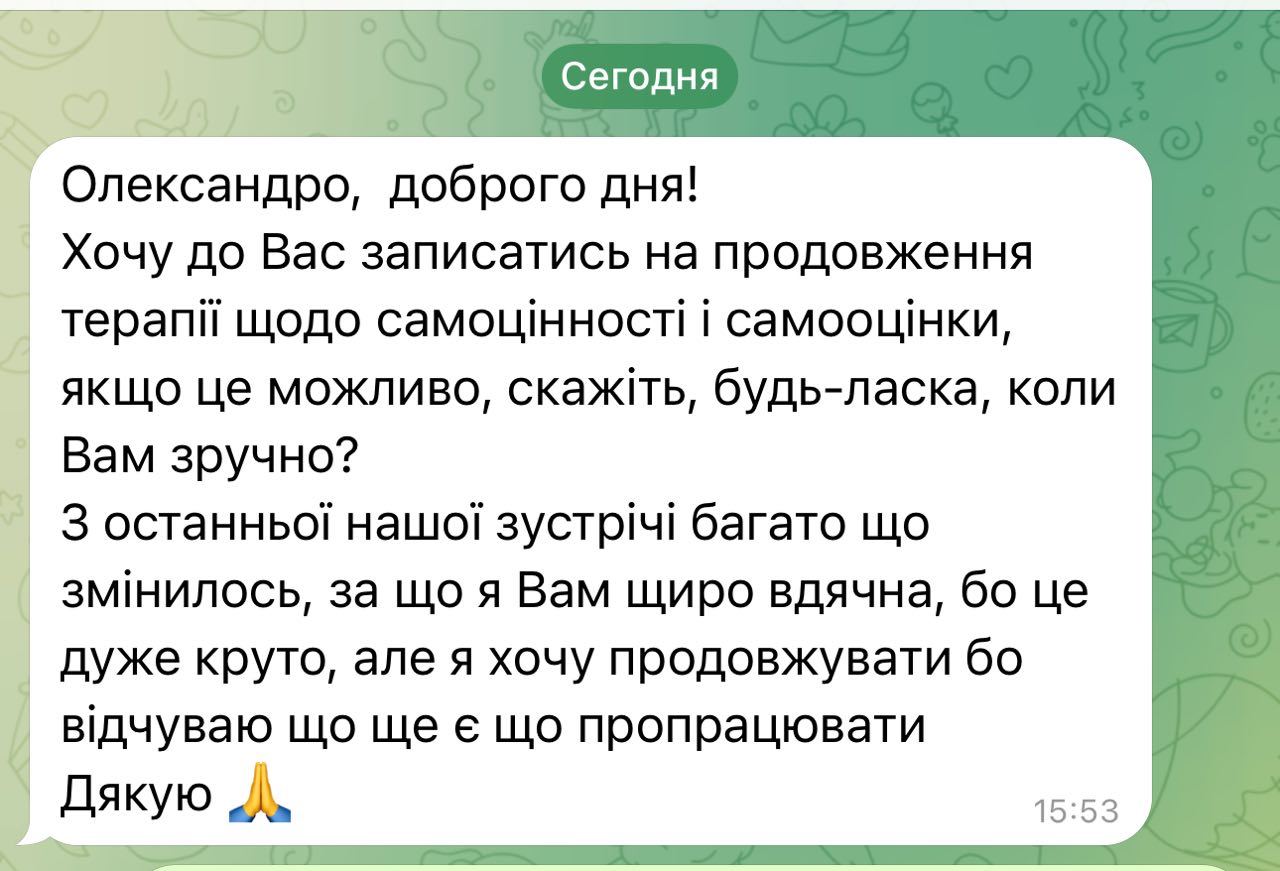 Сегодня
Олександро,  доброго дня!
Хочу до Вас записатись на продовження
терапії щодо самоцінності і самооцінки,
якщо це можливо, скажіть, будь-ласка, коли
Вам зручно?
З останньої нашої зустрічі багато що
змінилось, за що я Вам щиро вдячна, бо це
дуже круто, але я хочу продовжувати бо
відчуваю що ще є що пропрацювати
Дякую 🙏
15:53